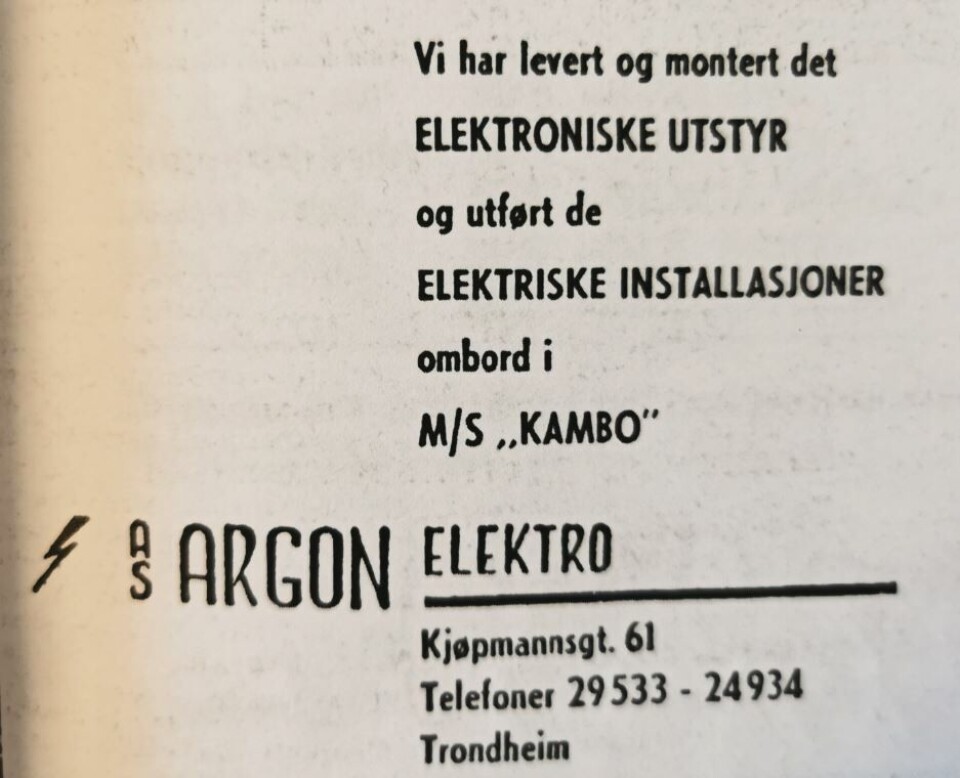 Vi har levert og montert det
ELEKTRONISKE UTSTYR
og utført de
ELEKTRISKE INSTALLASJONER
ombord i
M/S „KAMBO”
AS ARGON ELEKTRO
Kjøpmannsgt. 61
Telefoner 29533 - 24934
Trondheim